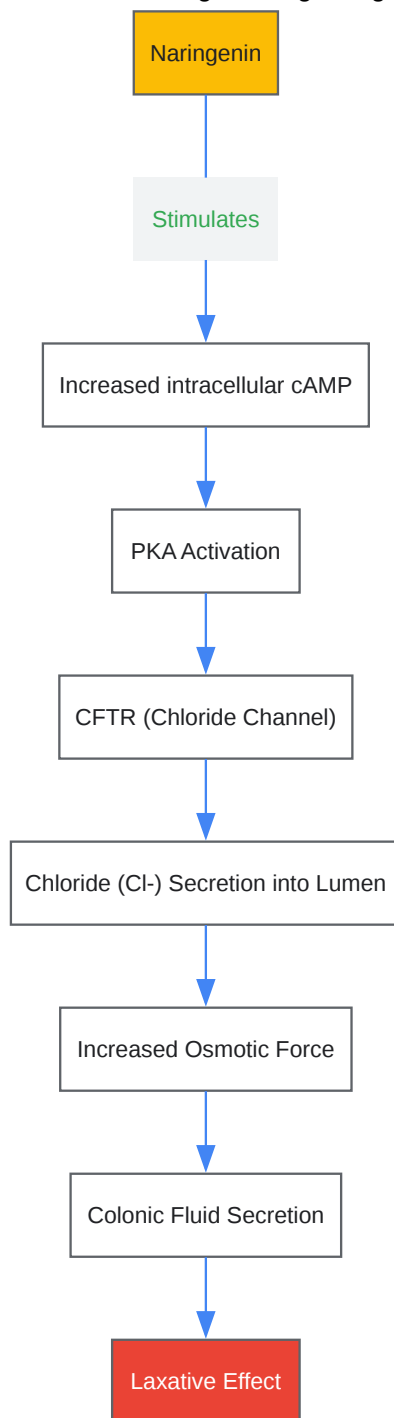 Naringenin
Stimulates
Increased intracellular cAMP
PKA Activation
CFTR (Chloride Channel)
Chloride (Cl-) Secretion into Lumen
Increased Osmotic Force
Colonic Fluid Secretion
Laxative Effect